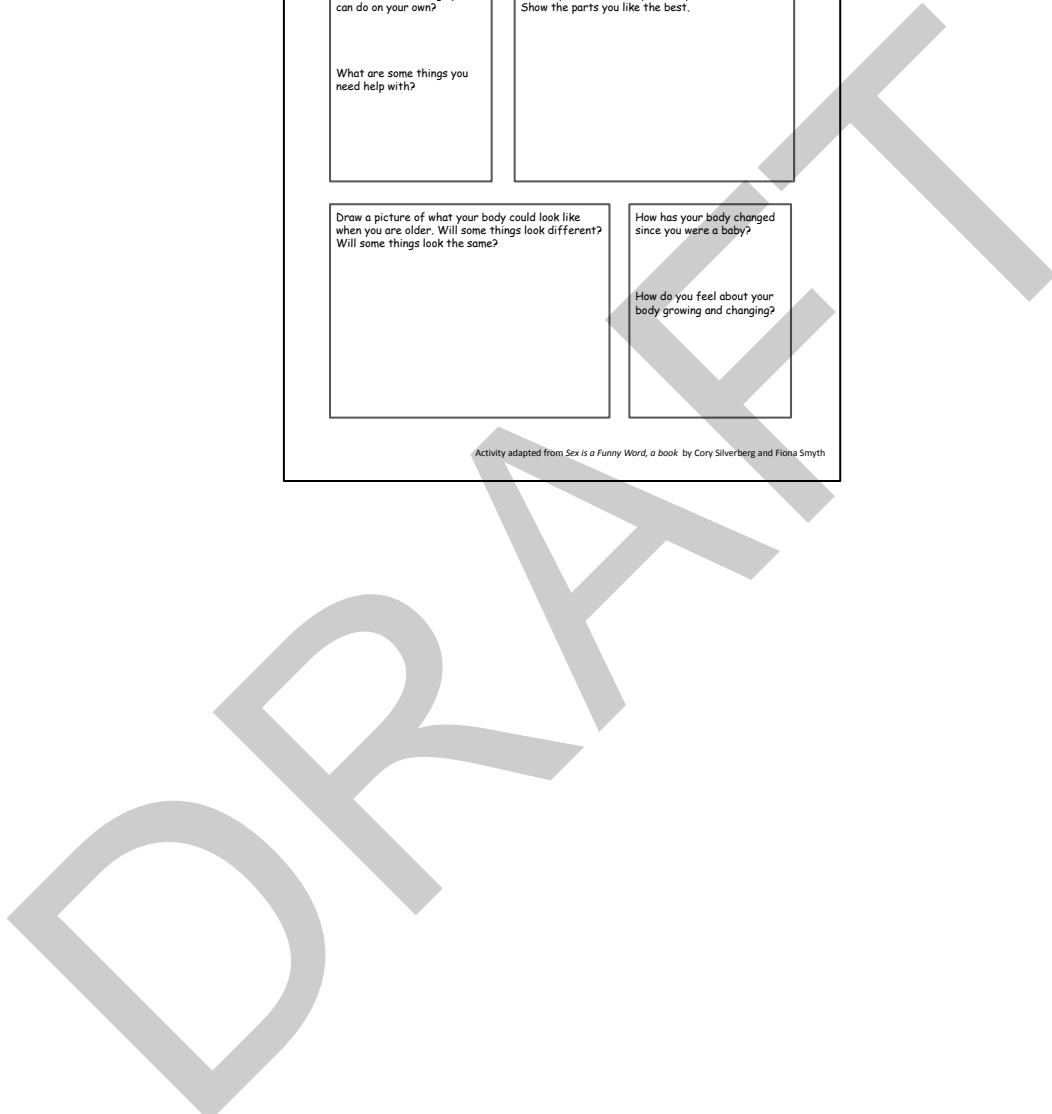 can do on your own?
What are some things you
need help with?
Show the parts you like the best.
Draw a picture of what your body could look like
when you are older. Will some things look different?
Will some things look the same?
How has your body changed
since you were a baby?
How do you feel about your
body growing and changing?
Activity adapted from Sex is a Funny Word, a book by Cory Silverberg and Fiona Smyth
DRAFT